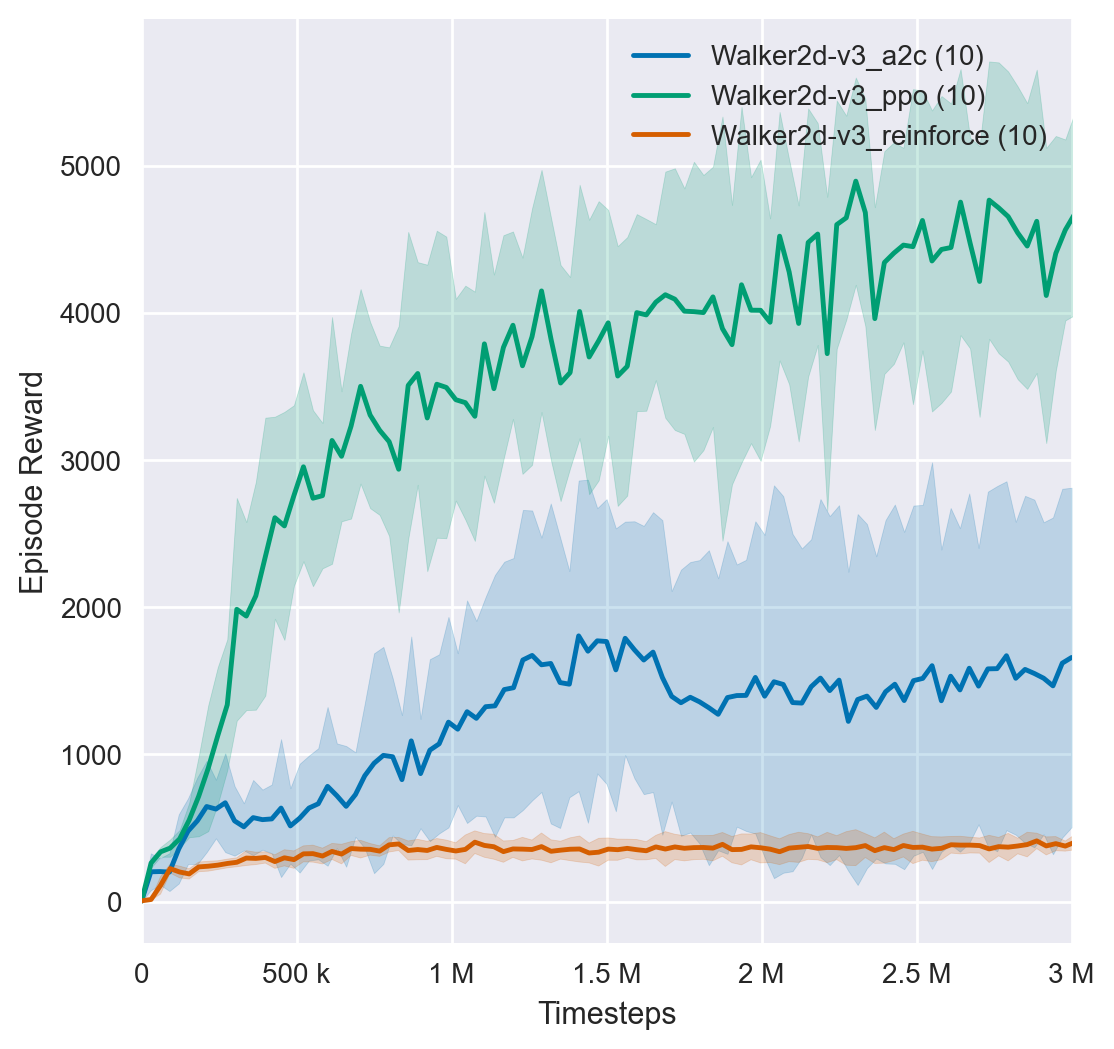 Walker2d-v3_a2c (10)
Walker2d-v3_ppo (10)
Walker2d-v3_reinforce (10)
Episode Reward
5000
4000
3000
2000
1000
0
0 500 k 1 M 1.5 M 2 M 2.5 M 3 M
Timesteps